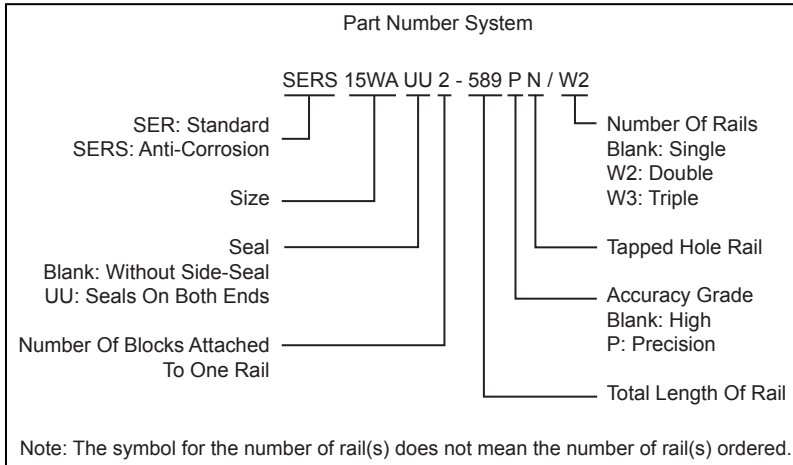 Part Number System
SERS 15WA UU 2 - 589 P N / W2
SER: Standard
SERS: Anti-Corrosion
Size
Seal
Blank: Without Side-Seal
UU: Seals On Both Ends
Number Of Blocks Attached
To One Rail
Number Of Rails
Blank: Single
W2: Double
W3: Triple
Tapped Hole Rail
Accuracy Grade
Blank: High
P: Precision
Total Length Of Rail
Note: The symbol for the number of rail(s) does not mean the number of rail(s) ordered.